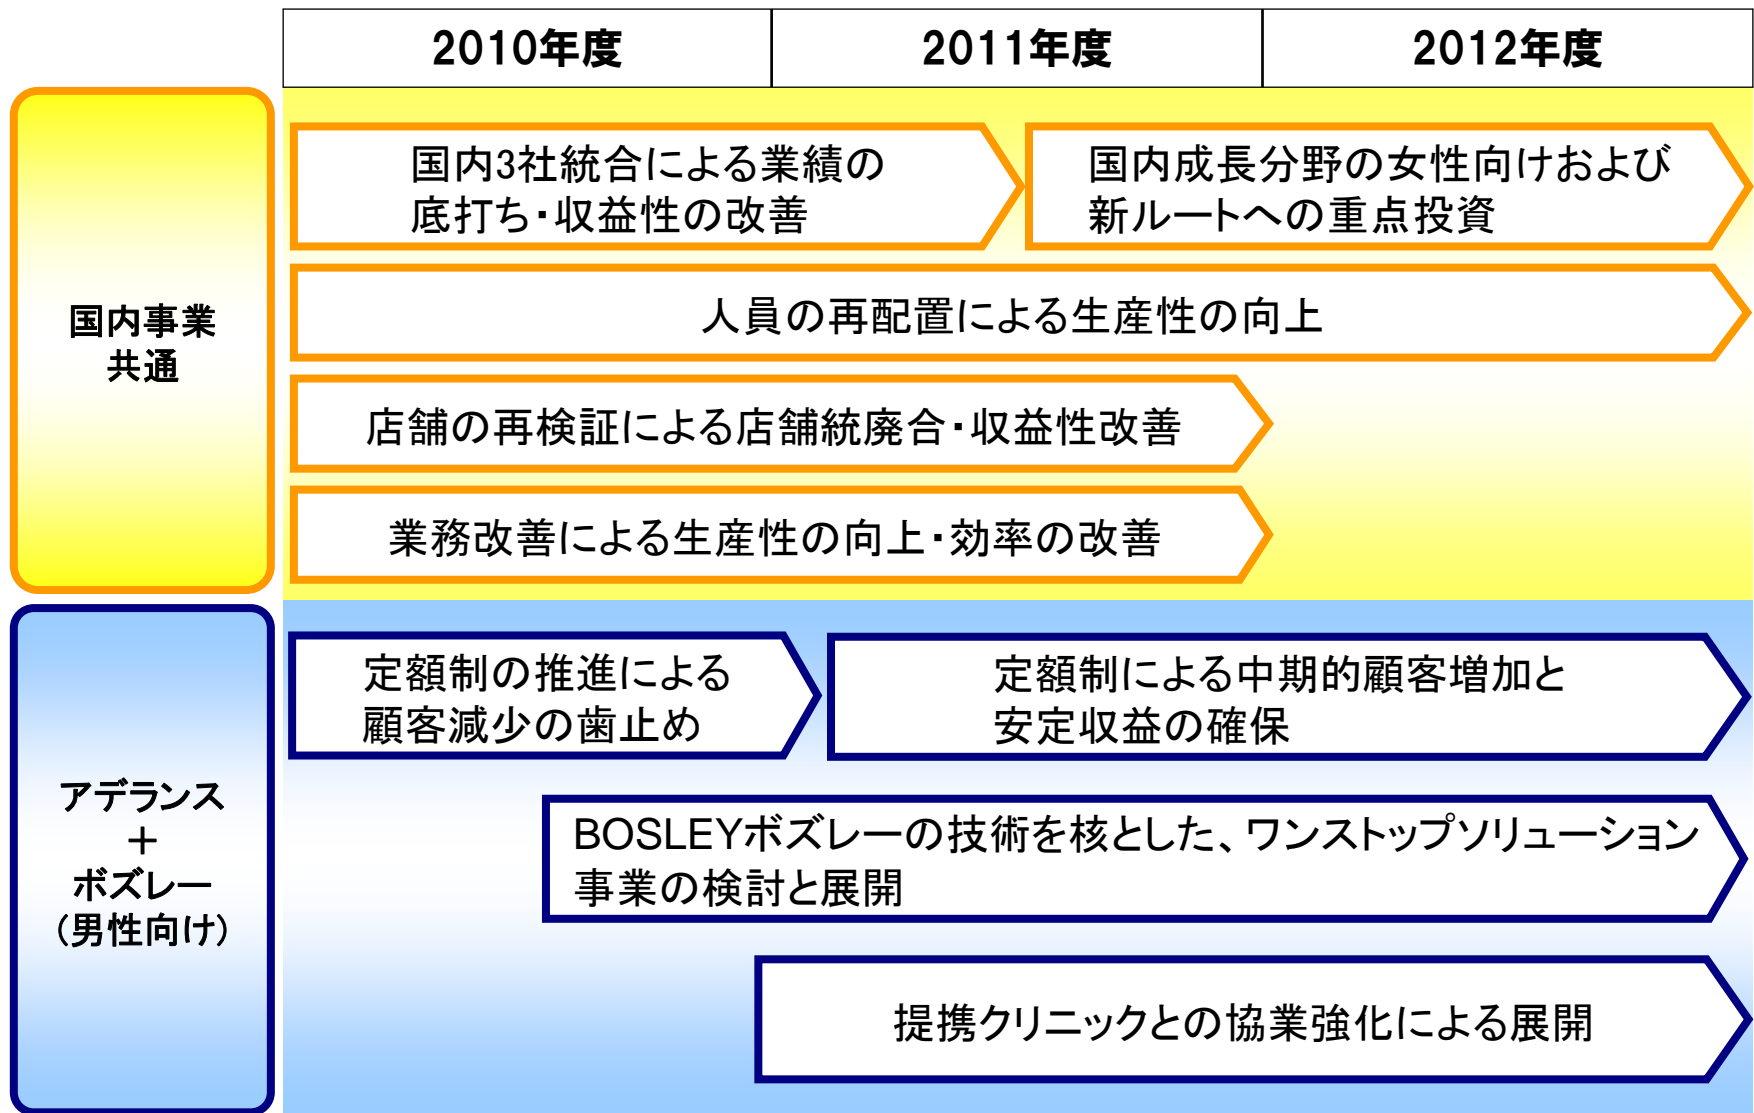 2010年度
2011年度
2012年度
国内事業
共通
国内3社統合による業績の
底打ち・収益性の改善
国内成長分野の女性向けおよび
新ルートへの重点投資
人員の再配置による生産性の向上
店舗の再検証による店舗統廃合・収益性改善
業務改善による生産性の向上・効率の改善
アデランス
＋
ボズレー
（男性向け）
定額制の推進による
顧客減少の歯止め
定額制による中期的顧客増加と
安定収益の確保
BOSLEYボズレーの技術を核とした、ワンストップソリューション
事業の検討と展開
提携クリニックとの協業強化による展開